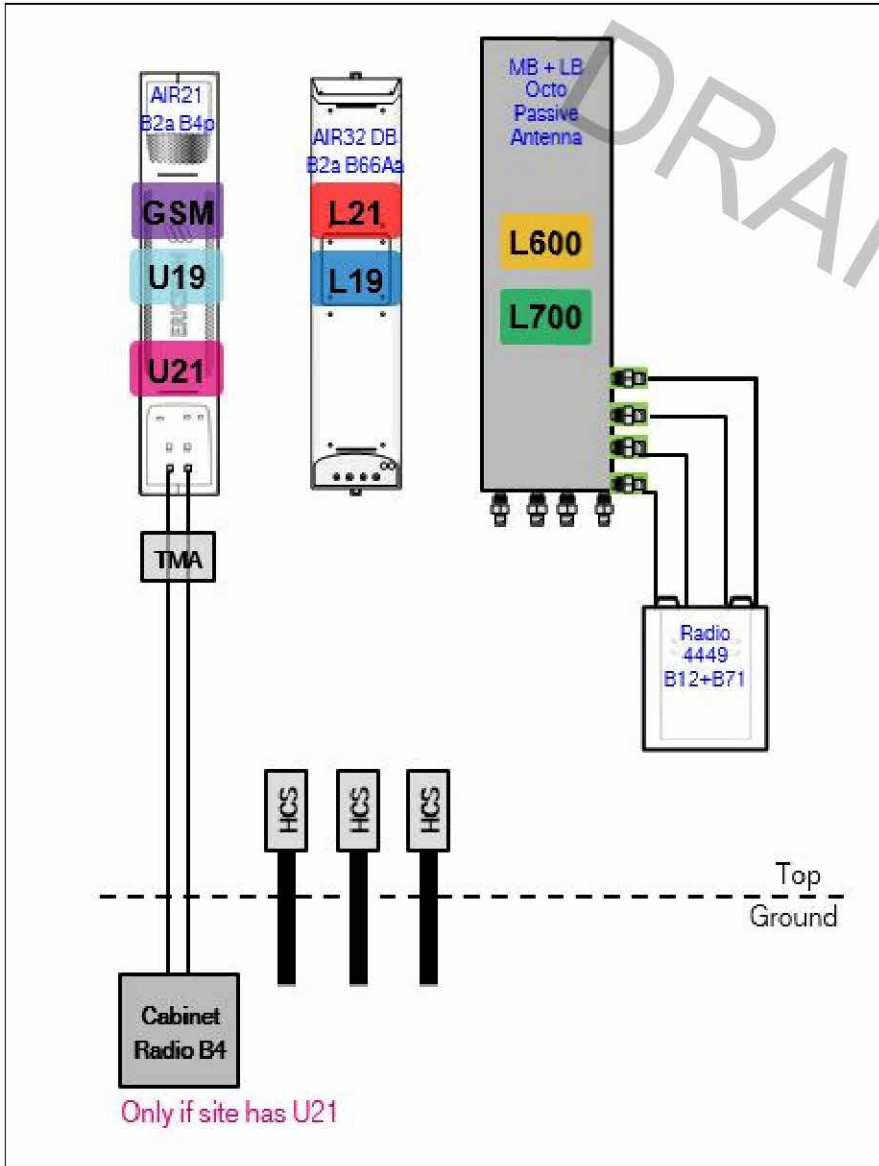 AIR21
B2a B4p
GSM
U19
U21
TMA
AIR32 DB
B2a B66Aa
L21
L19
MB + LB
Octo
Passive
Antenna
L600
L700
Radio
4449
B12+B71
HCS
HCS
HCS
Top
Ground
Cabinet
Radio B4
Only if site has U21